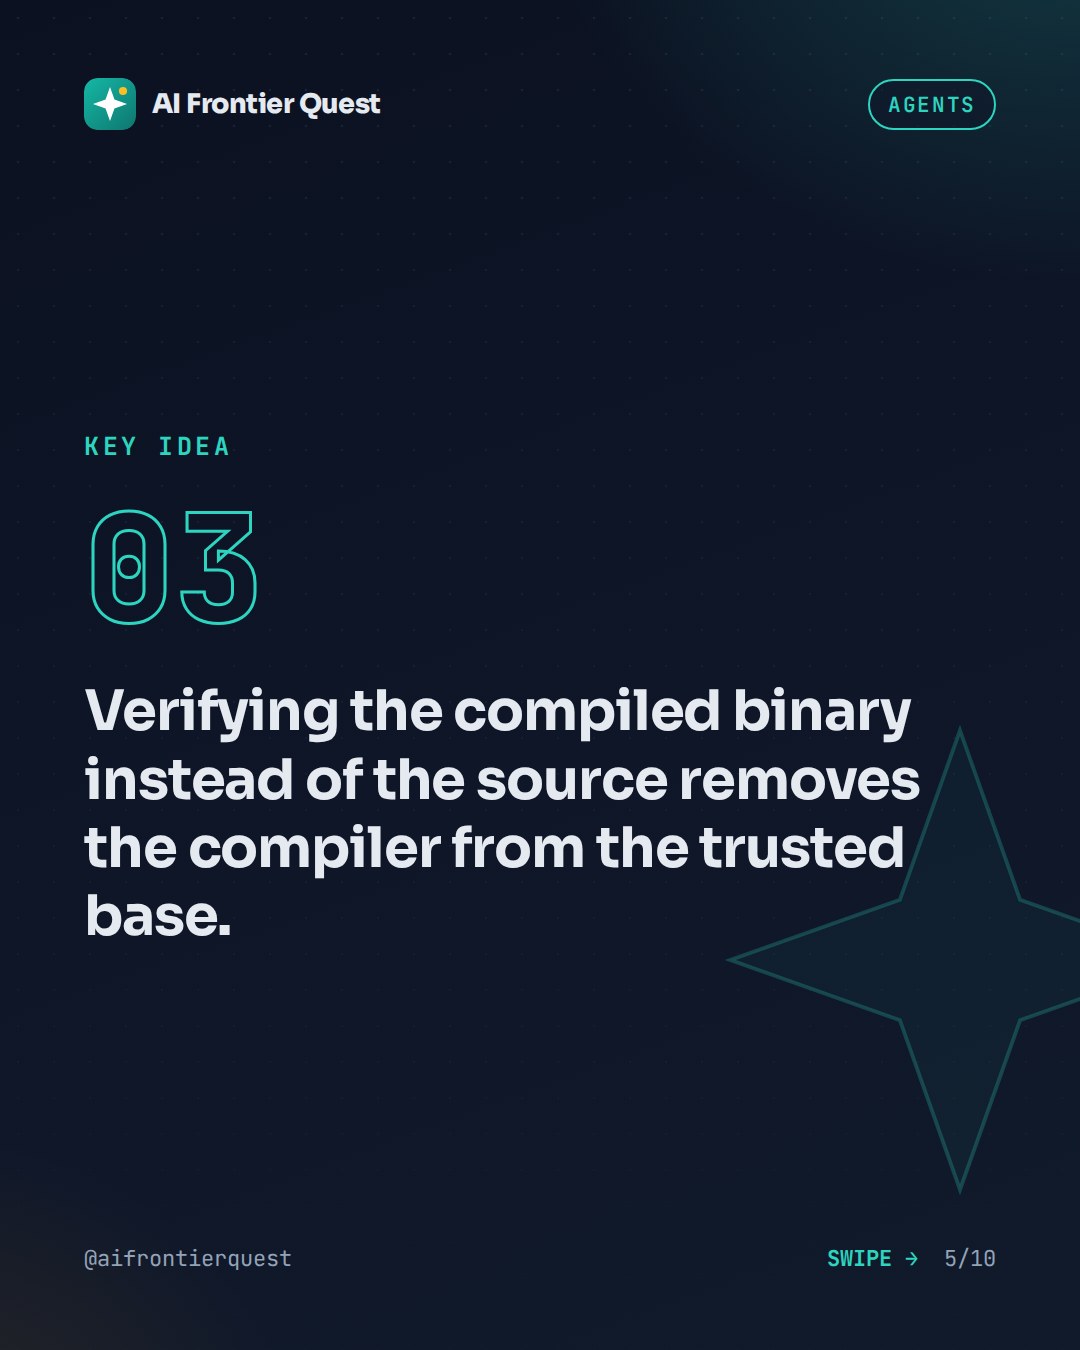 AI Frontier Quest
AGENTS
KEY IDEA
03
Verifying the compiled binary
instead of the source removes
the compiler from the trusted
base.
@aifrontierquest
SWIPE → 5/10